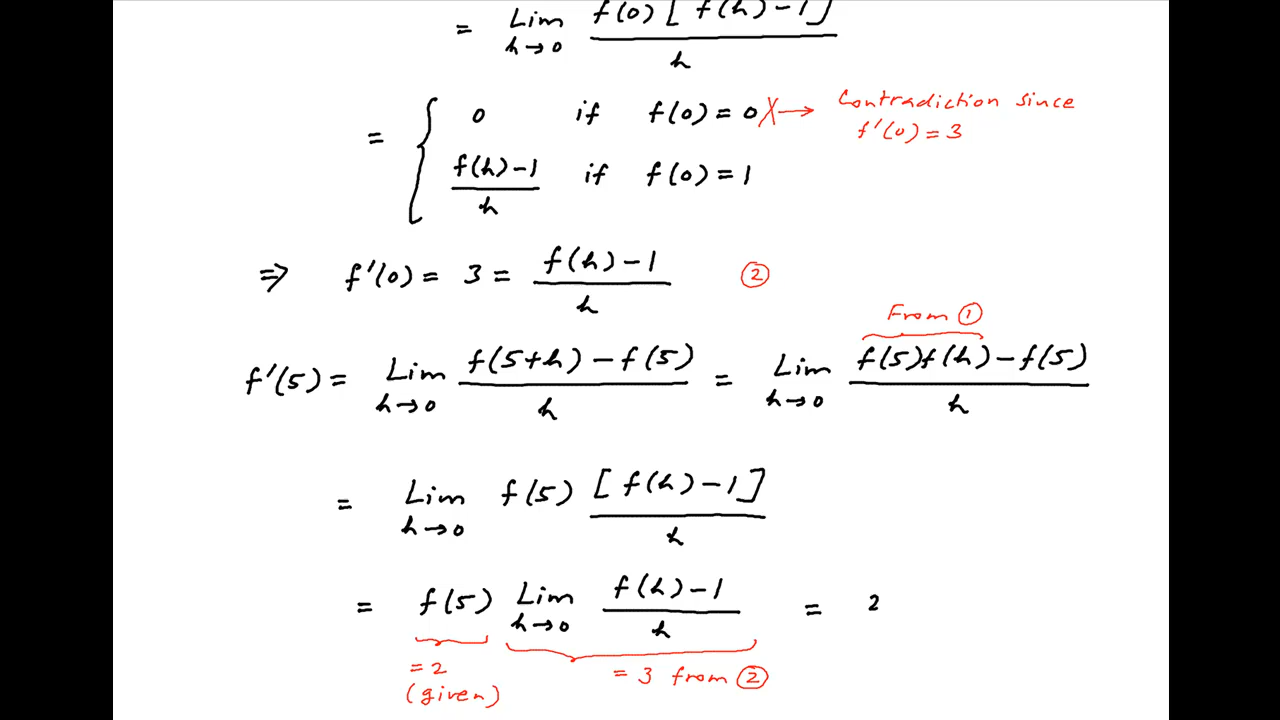 = Lim h→0 f(0) [ f(h) – 1 ] / h
= { 0 if f(0) = 0 X → Contradiction since f'(0) = 3
f(h) – 1 / h if f(0) = 1
⇒ f'(0) = 3 = f(h) – 1 / h ②
From ①
f'(5) = Lim h→0 f(5+h) – f(5) / h = Lim h→0 f(5)f(h) – f(5) / h
= Lim h→0 f(5) [ f(h) – 1 ] / h
= f(5) Lim h→0 f(h) – 1 / h = 2
= 2 (given)
= 3 from ②